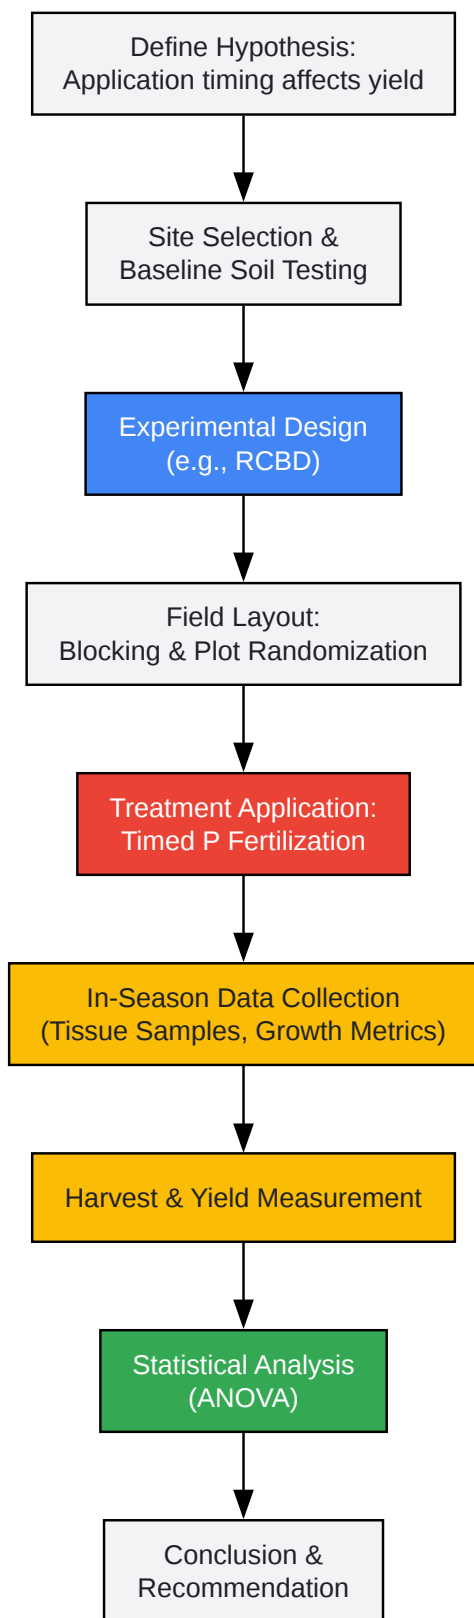 Define Hypothesis:
Application timing affects yield
Site Selection &
Baseline Soil Testing
Experimental Design
(e.g., RCBD)
Field Layout:
Blocking & Plot Randomization
Treatment Application:
Timed P Fertilization
In-Season Data Collection
(Tissue Samples, Growth Metrics)
Harvest & Yield Measurement
Statistical Analysis
(ANOVA)
Conclusion &
Recommendation